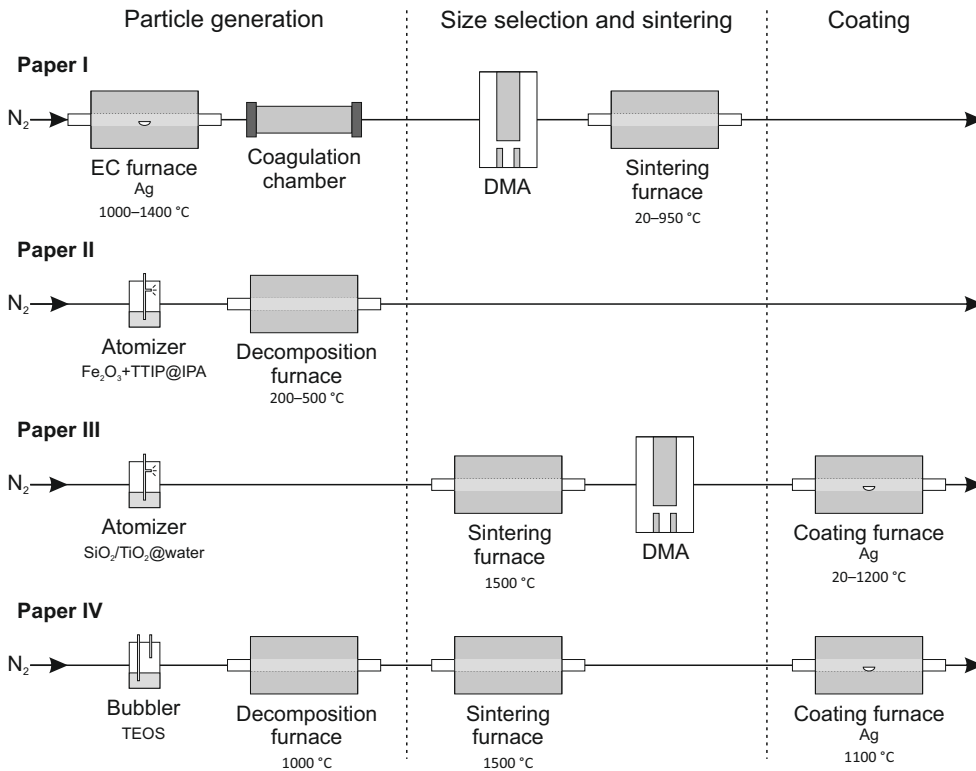 Particle generation
Size selection and sintering
Coating
Paper I
N₂
EC furnace
Ag
1000–1400 °C
Coagulation
chamber
DMA
Sintering
furnace
20–950 °C
Paper II
N₂
Atomizer
Fe₂O₃+TTIP@IPA
Decomposition
furnace
200–500 °C
Paper III
N₂
Atomizer
SiO₂/TiO₂@water
Sintering
furnace
1500 °C
DMA
Coating furnace
Ag
20–1200 °C
Paper IV
N₂
Bubbler
TEOS
Decomposition
furnace
1000 °C
Sintering
furnace
1500 °C
Coating furnace
Ag
1100 °C